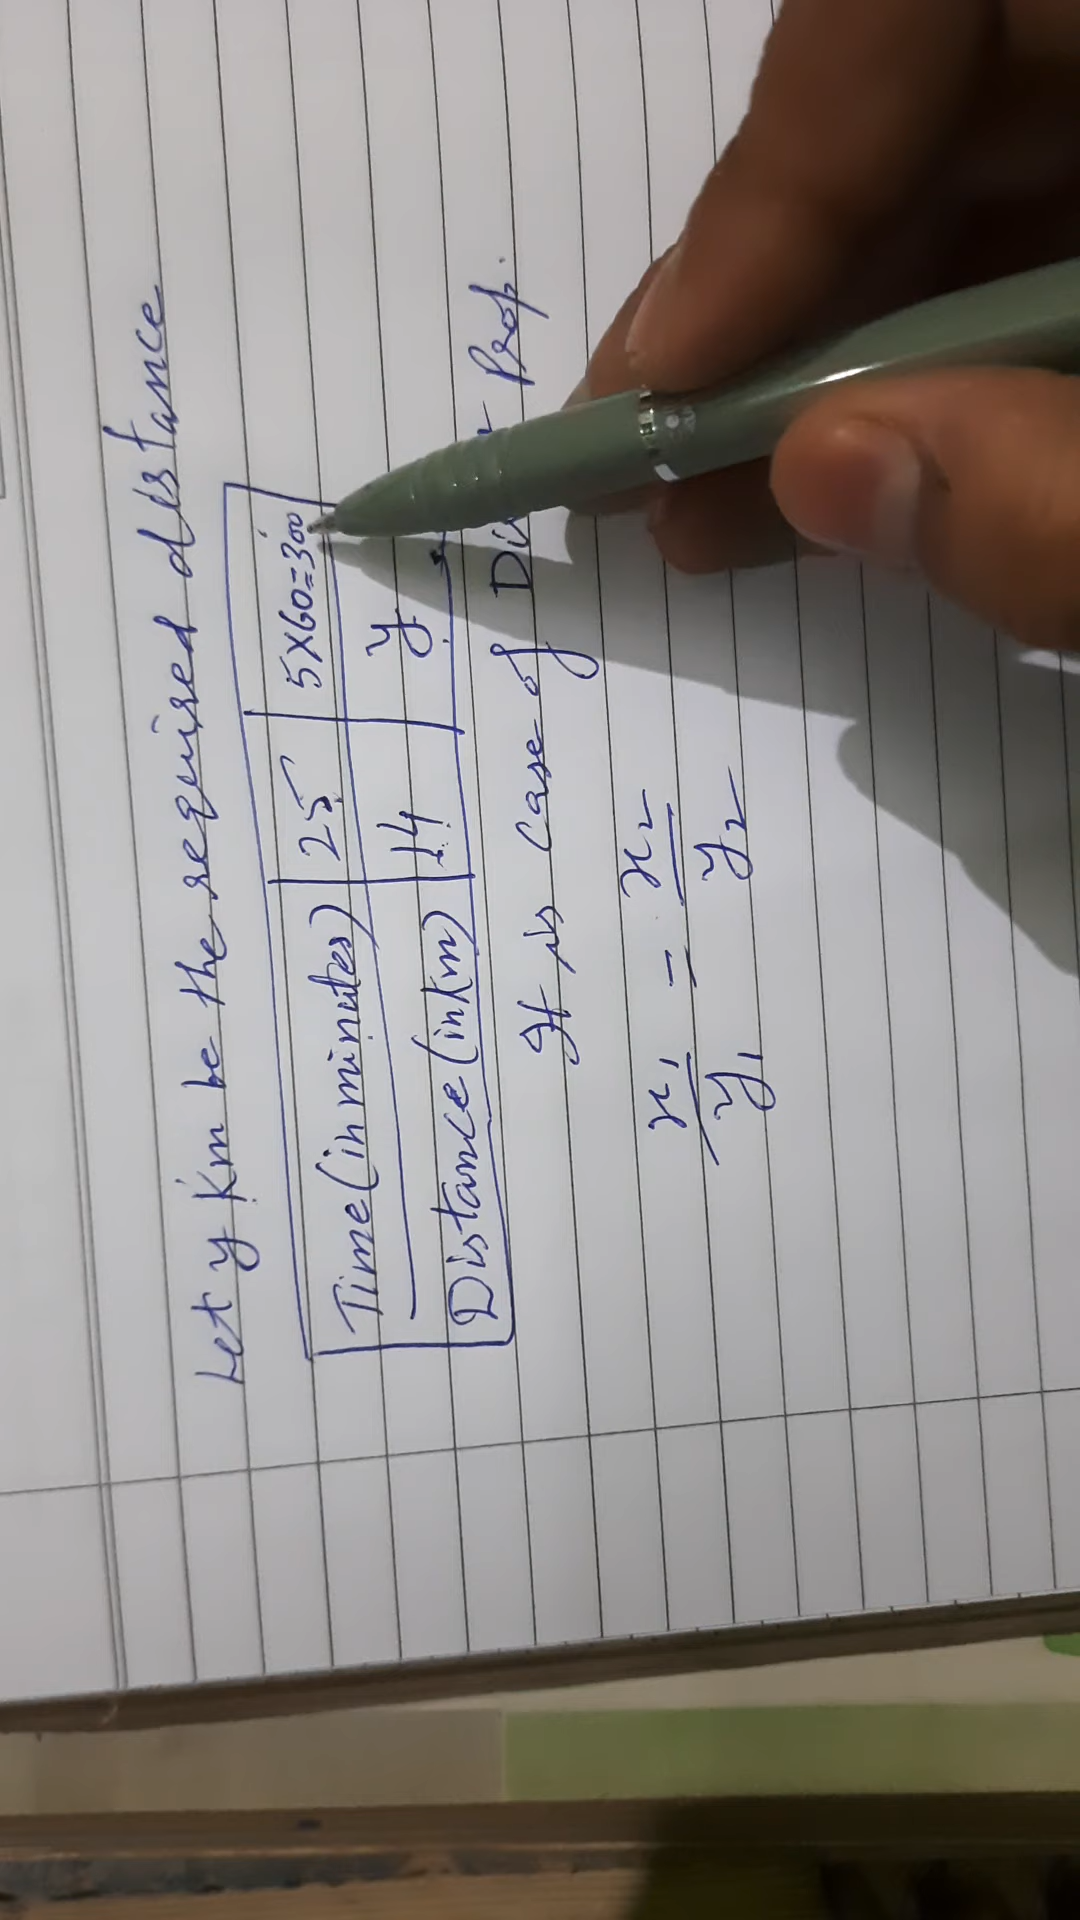 Let y Km be the required distance
Time (in minutes) 25 5x60=300
Distance (in km) 14 y
It is case of Prop.
x1/y1 = x2/y2